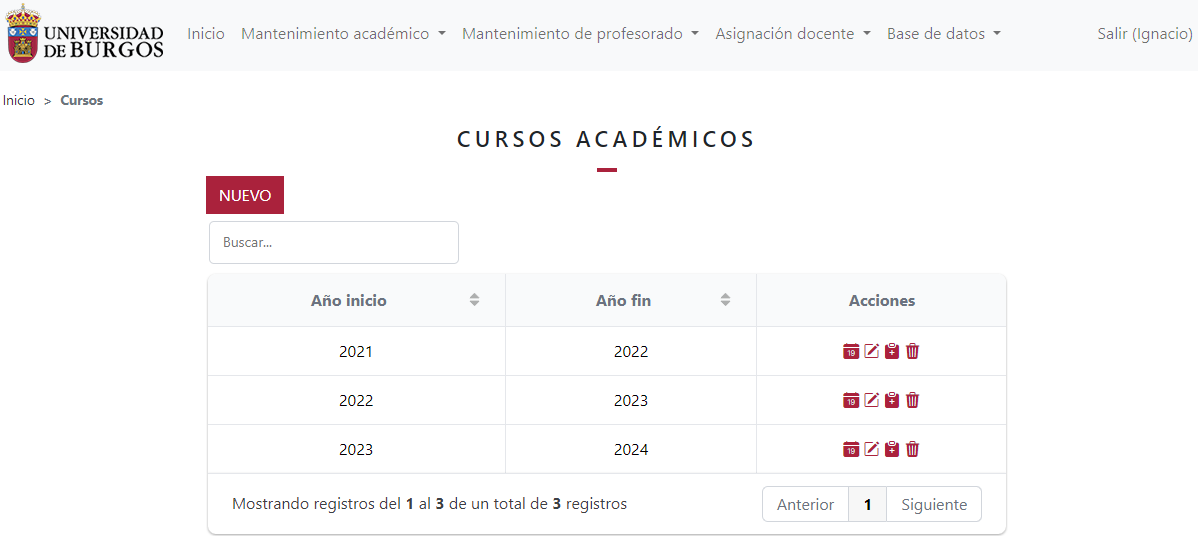 UNIVERSIDAD
DE BURGOS
Inicio Mantenimiento académico Mantenimiento de profesorado Asignación docente Base de datos Salir (Ignacio)
Inicio > Cursos
CURSOS ACADÉMICOS
NUEVO
Buscar...
Año inicio Año fin Acciones
2021 2022 19
2022 2023 19
2023 2024 19
Mostrando registros del 1 al 3 de un total de 3 registros Anterior 1 Siguiente